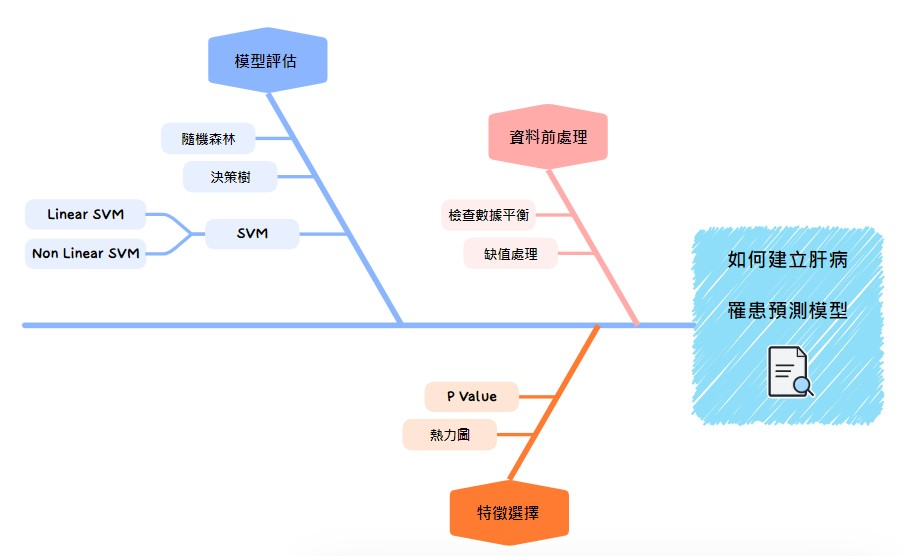 模型評估
隨機森林
決策樹
SVM
Linear SVM
Non Linear SVM
資料前處理
檢查數據平衡
缺值處理
P Value
熱力圖
特徵選擇
如何建立肝病
罹患預測模型